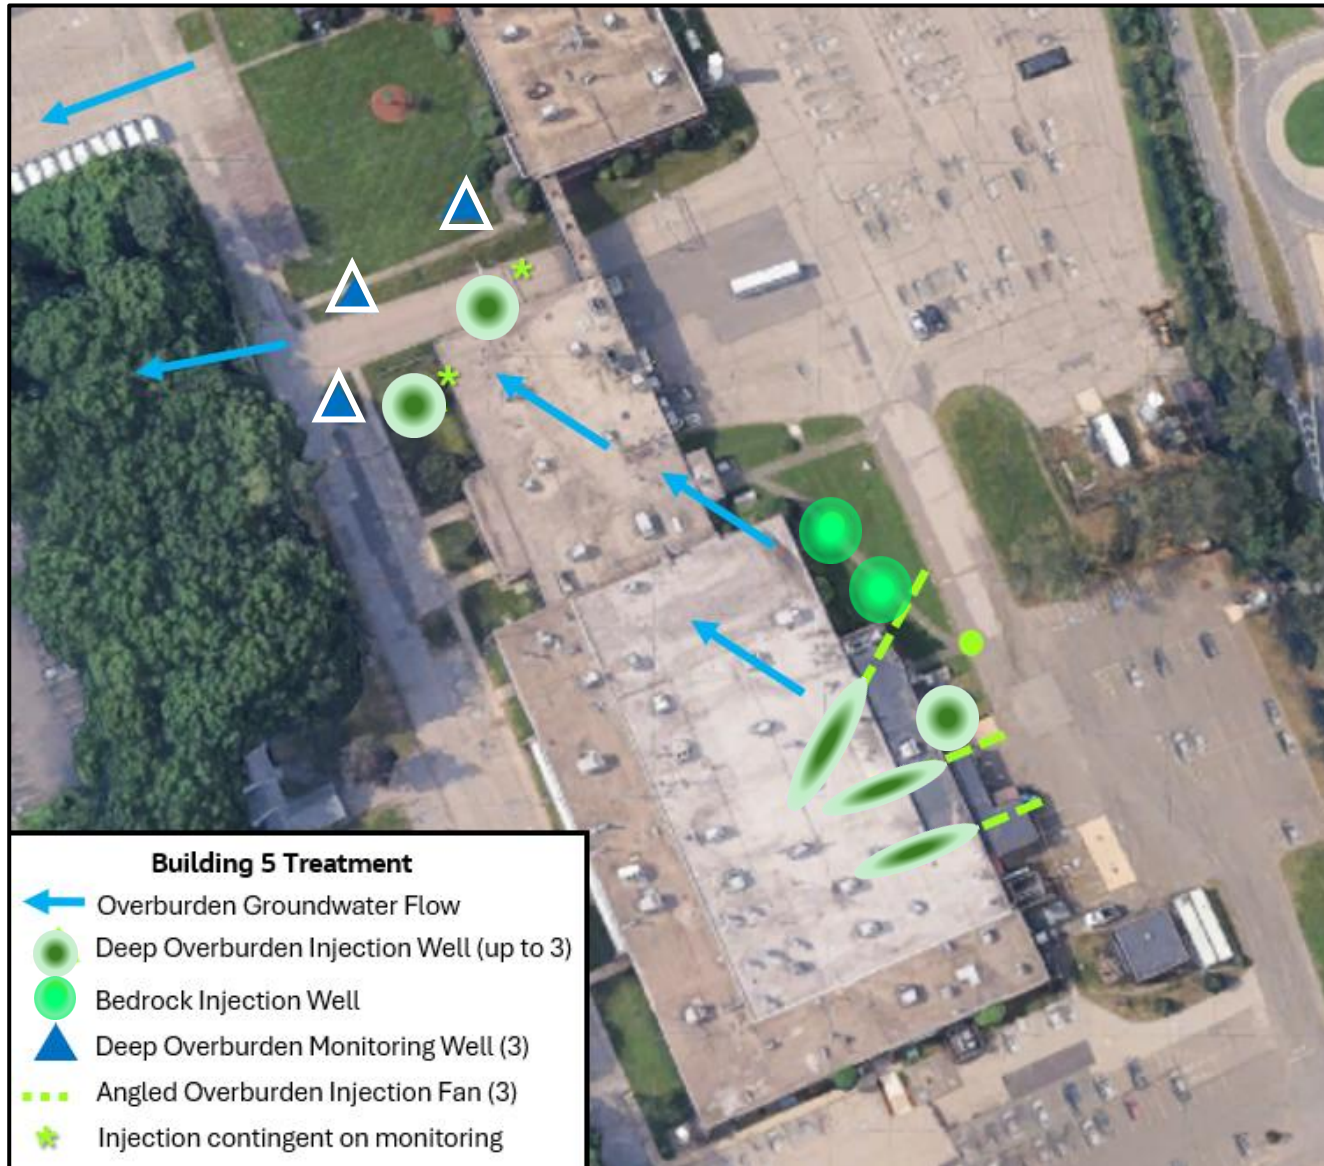 Building 5 Treatment
Overburden Groundwater Flow
Deep Overburden Injection Well (up to 3)
Bedrock Injection Well
Deep Overburden Monitoring Well (3)
Angled Overburden Injection Fan (3)
Injection contingent on monitoring